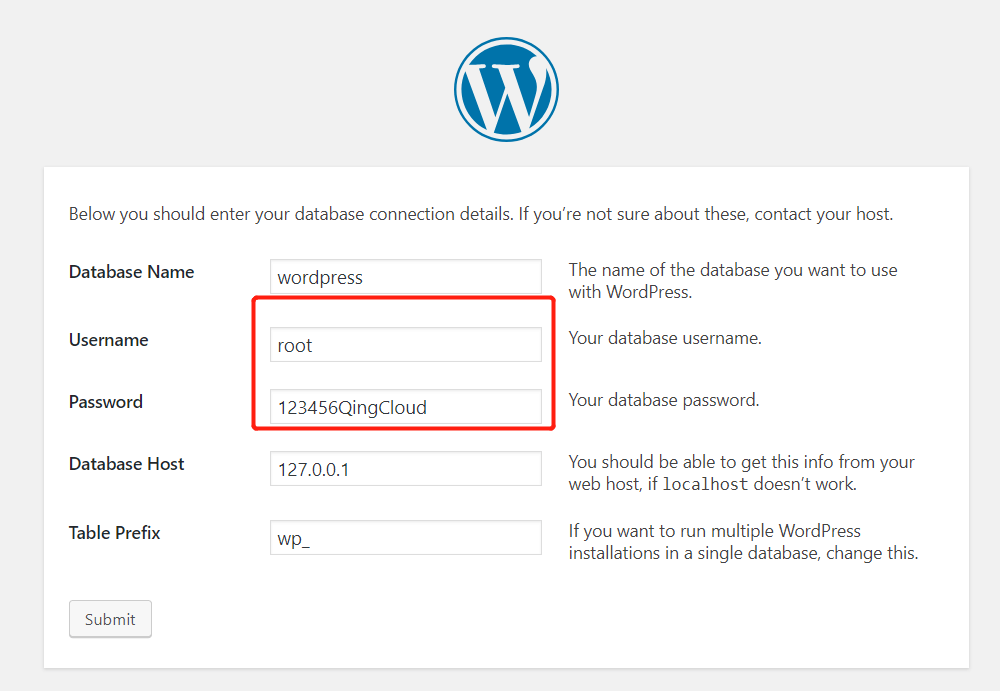 Below you should enter your database connection details. If you’re not sure about these, contact your host.
Database Name
wordpress
The name of the database you want to use
with WordPress.
Username
root
Your database username.
Password
123456QingCloud
Your database password.
Database Host
127.0.0.1
You should be able to get this info from your
web host, if localhost doesn’t work.
Table Prefix
wp_
If you want to run multiple WordPress
installations in a single database, change this.
Submit